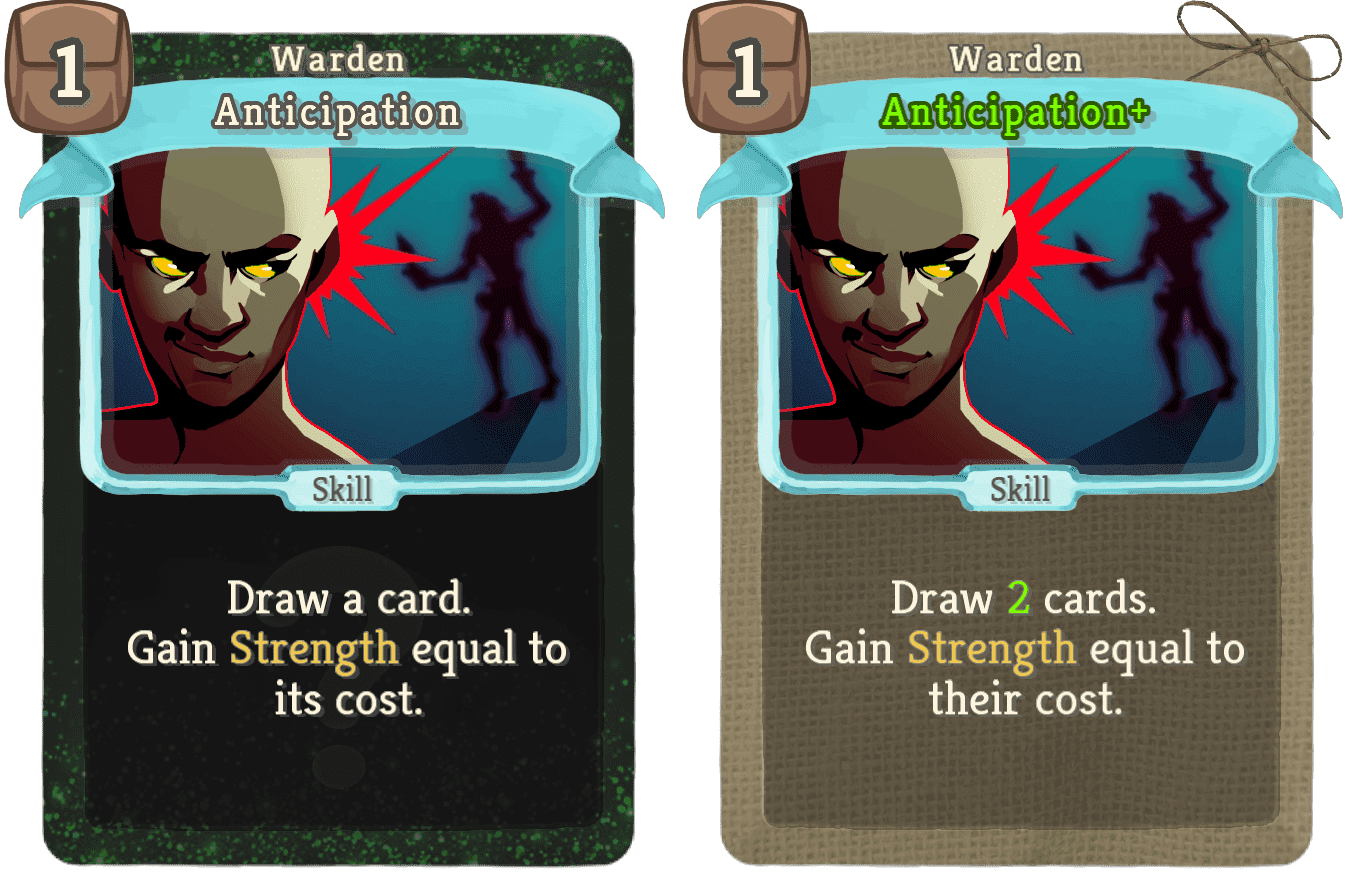 1
Warden
Anticipation
Skill
Draw a card.
Gain Strength equal to
its cost.
1
Warden
Anticipation+
Skill
Draw 2 cards.
Gain Strength equal to
their cost.